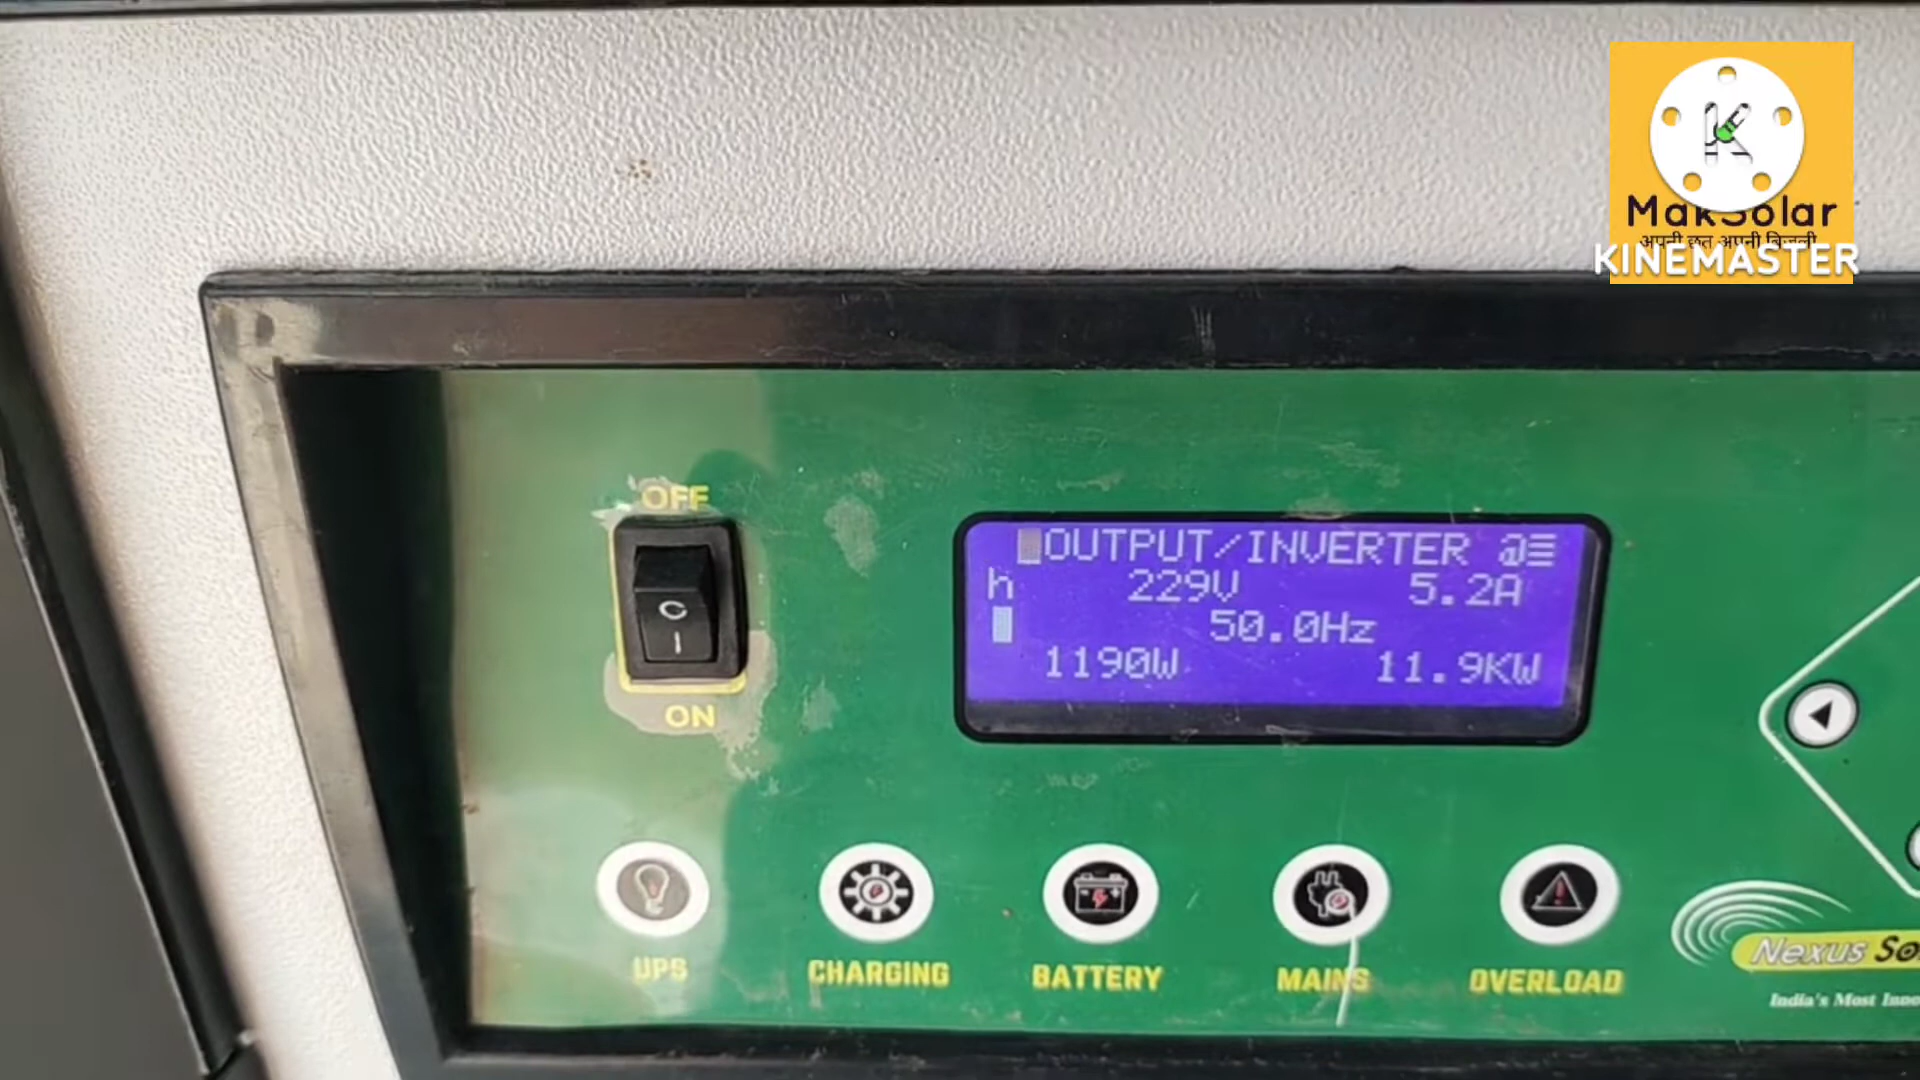 MakSolar
अपनी छत अपनी बिजली
KINEMASTER
OFF
ON
OUTPUT/INVERTER
h 229V 5.2A
50.0Hz
1190W 11.9KW
UPS
CHARGING
BATTERY
MAINS
OVERLOAD
Nexus
India's Most